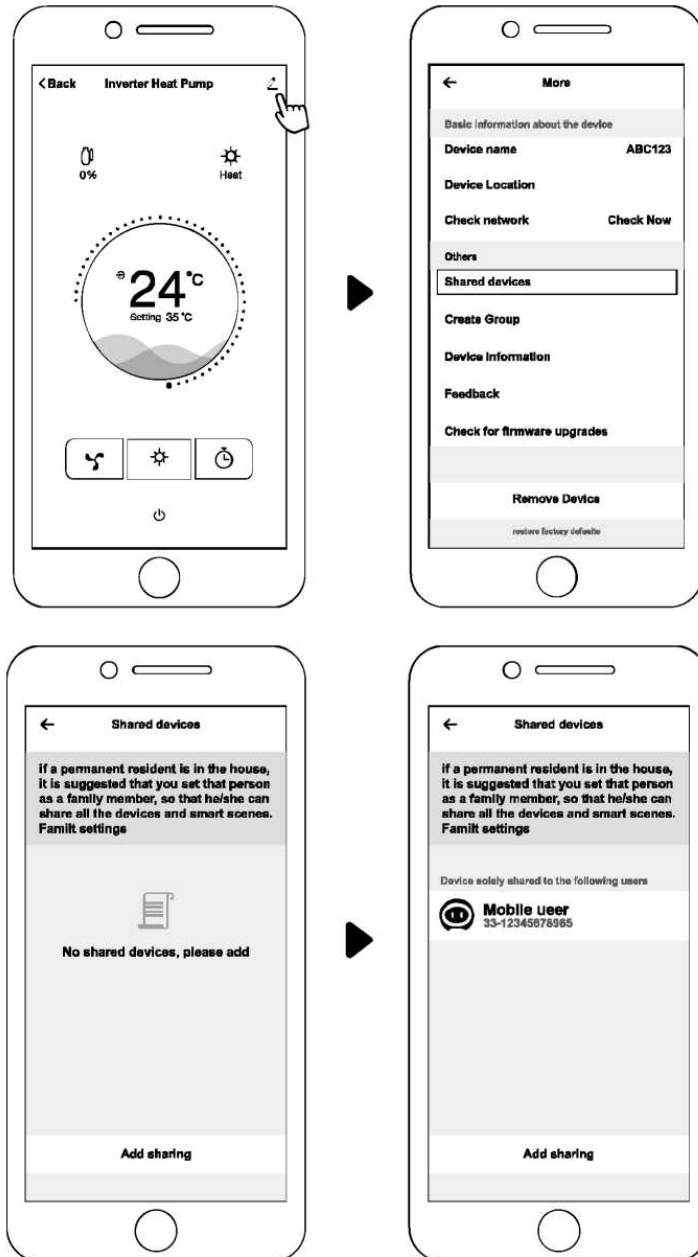 < Back Inverter Heat Pump
0% Heat
24°C
Setting 35 °C
← More
Basic information about the device
Device name ABC123
Device Location
Check network Check Now
Others
Shared devices
Create Group
Device Information
Feedback
Check for firmware upgrades
Remove Device
restore factory defaults
← Shared devices
if a permanent resident is in the house,
it is suggested that you set that person
as a family member, so that he/she can
share all the devices and smart scenes.
Familt settings
No shared devices, please add
Add sharing
← Shared devices
if a permanent resident is in the house,
it is suggested that you set that person
as a family member, so that he/she can
share all the devices and smart scenes.
Familt settings
Device solely shared to the following users
Mobile ueer
33-12345678965
Add sharing